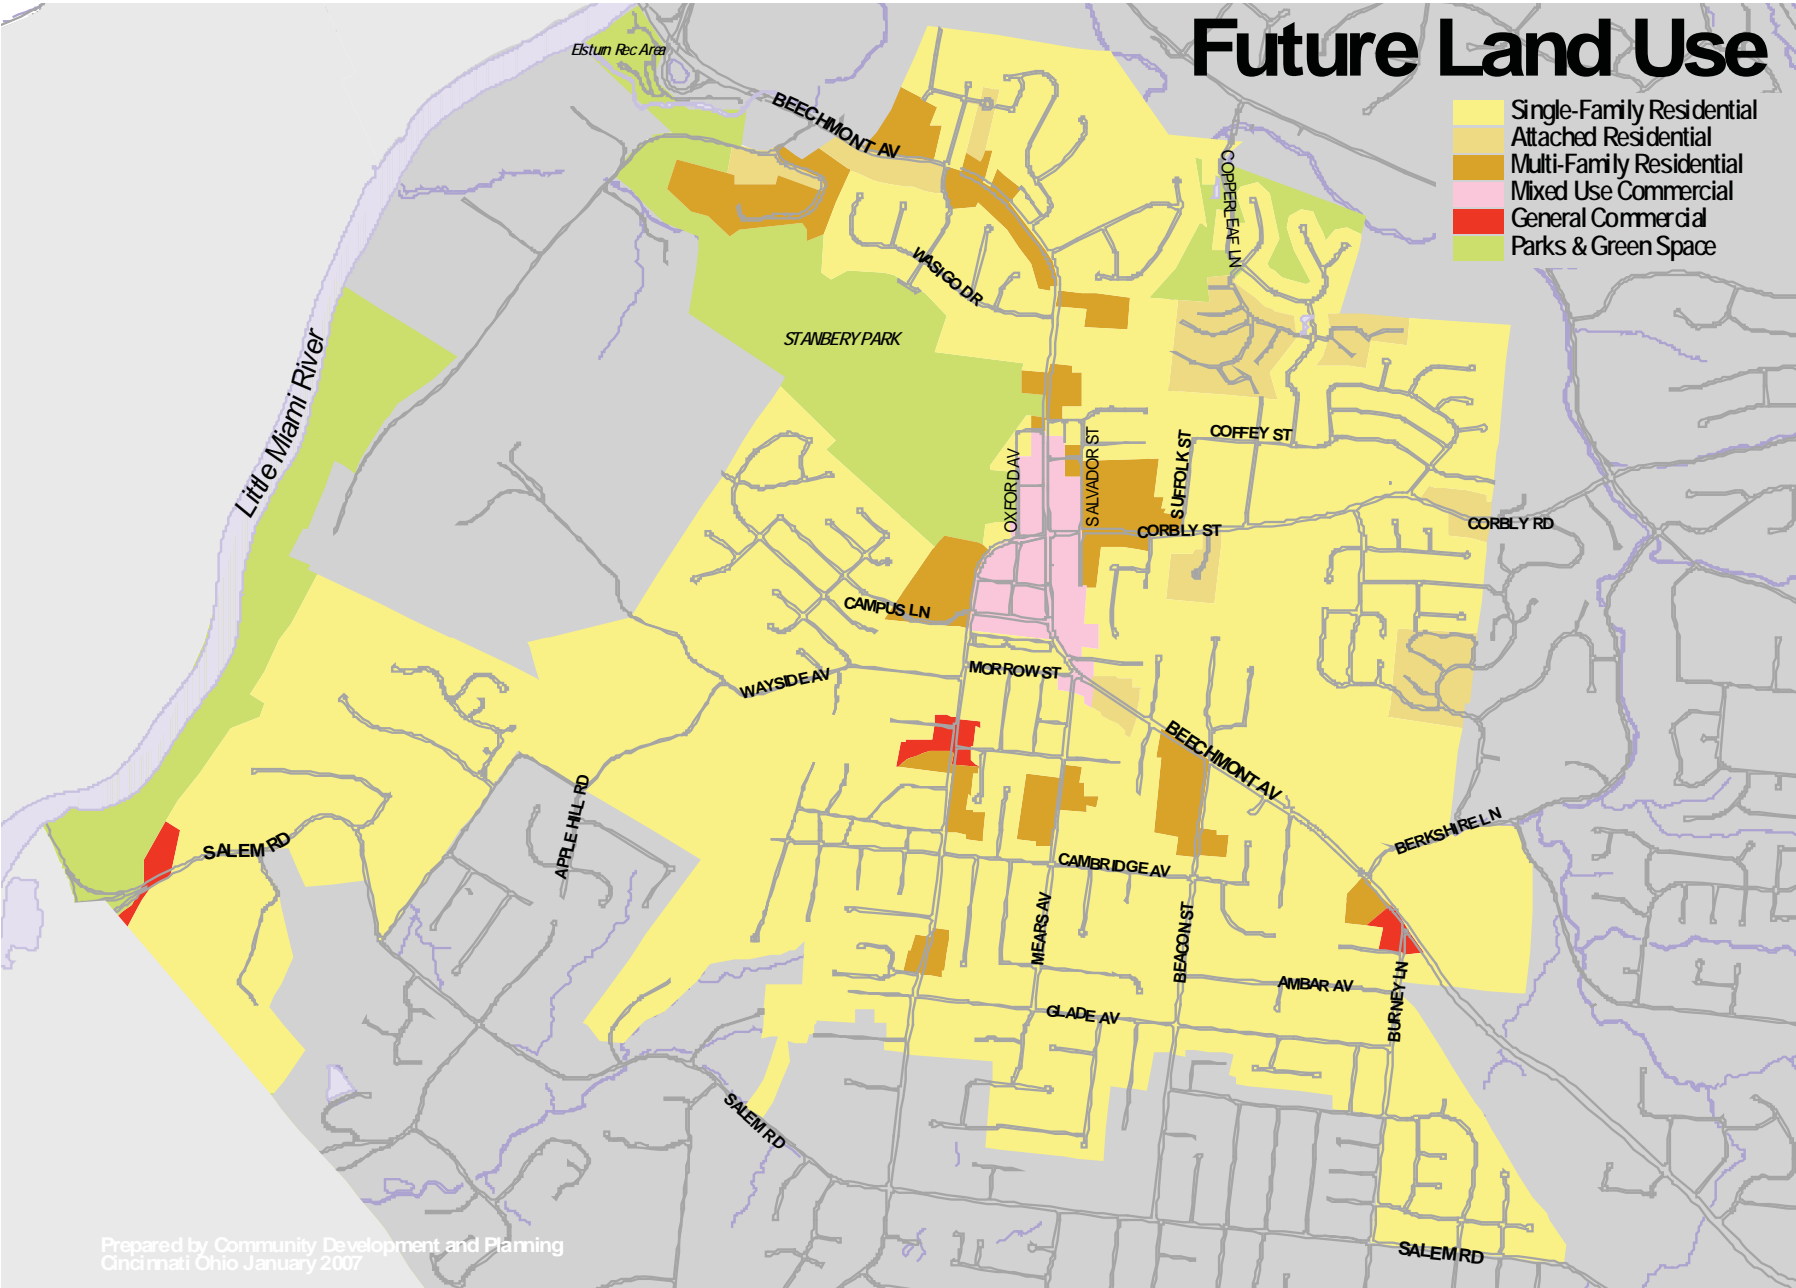 Future Land Use
Single-Family Residential
Attached Residential
Multi-Family Residential
Mixed Use Commercial
General Commercial
Parks & Green Space
Elstum Rec Area
BEECHMONT AV
COPPERLEAF LN
WASIGO DR
STANBERY PARK
Little Miami River
OXFORD AV
SALVADOR ST
SUFFOLK ST
COFFEY ST
CORBLY ST
CORBLY RD
CAMPUS LN
MORROW ST
WAYSIDE AV
BEECHMONT AV
APPLE HILL RD
SALEM RD
BERKSHIRE LN
CAMBRIDGE AV
MEARS AV
BEACON ST
AMBAR AV
BURNEY LN
GLADE AV
SALEM RD
SALEM RD
Prepared by Community Development and Planning
Cincinnati Ohio January 2007